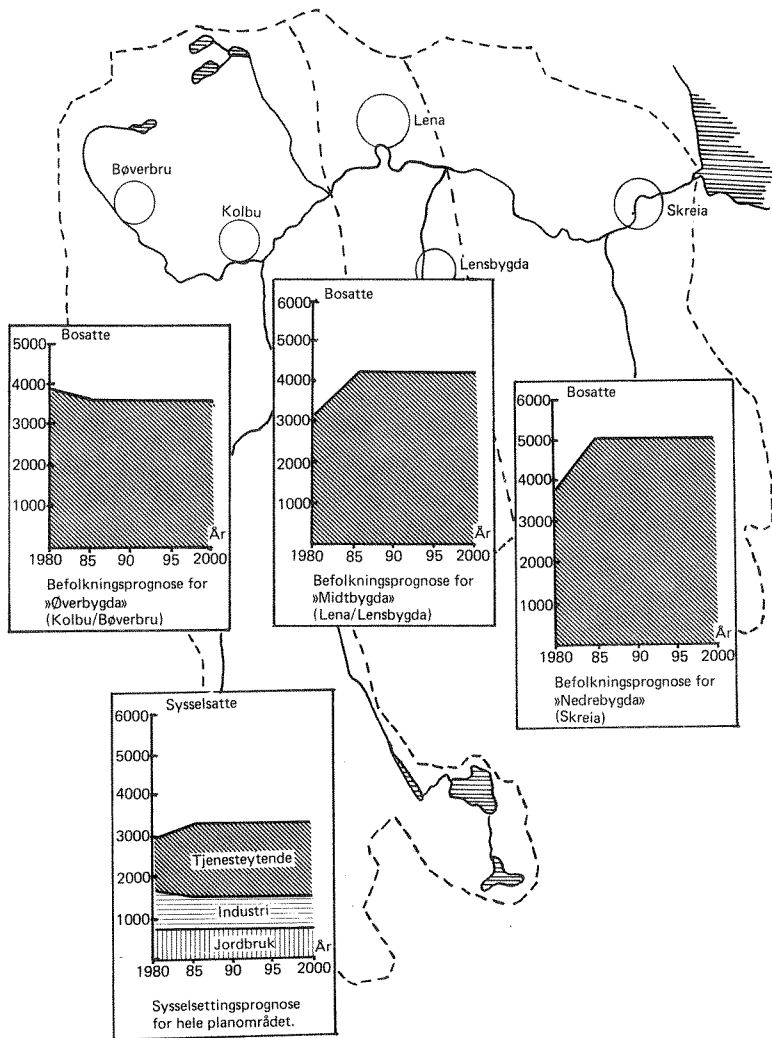 Lena
Bøverbru
Kolbu
Skreia
Lensbygda
Bosatte
5000
4000
3000
2000
1000
År
1980 85 90 95 2000
Befolkningsprognose for
»Øverbygda»
(Kolbu/Bøverbru)
Bosatte
6000
5000
4000
3000
2000
1000
År
1980 85 90 95 2000
Befolkningsprognose for
»Midtbygda»
(Lena/Lensbygda)
Bosatte
6000
5000
4000
3000
2000
1000
År
1980 85 90 95 2000
Befolkningsprognose for
»Nedrebygda»
(Skreia)
Sysselsatte
6000
5000
4000
3000
2000
1000
Tjenesteytende
Industri
Jordbruk
År
1980 85 90 95 2000
Sysselsettingsprognose
for hele planområdet.